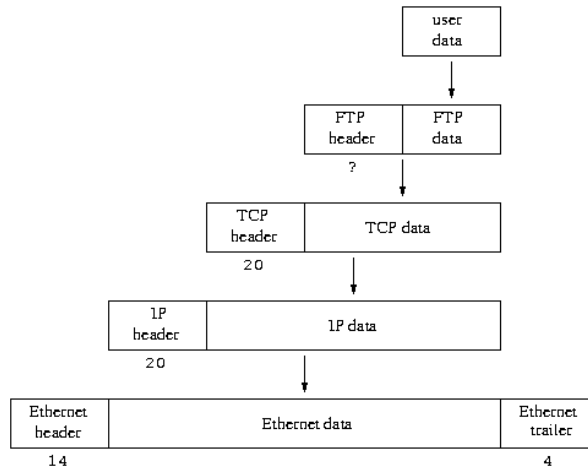 user
data
FTP
header
FTP
data
?
TCP
header
TCP data
20
IP
header
IP data
20
Ethernet
header
Ethernet data
Ethernet
trailer
14
4